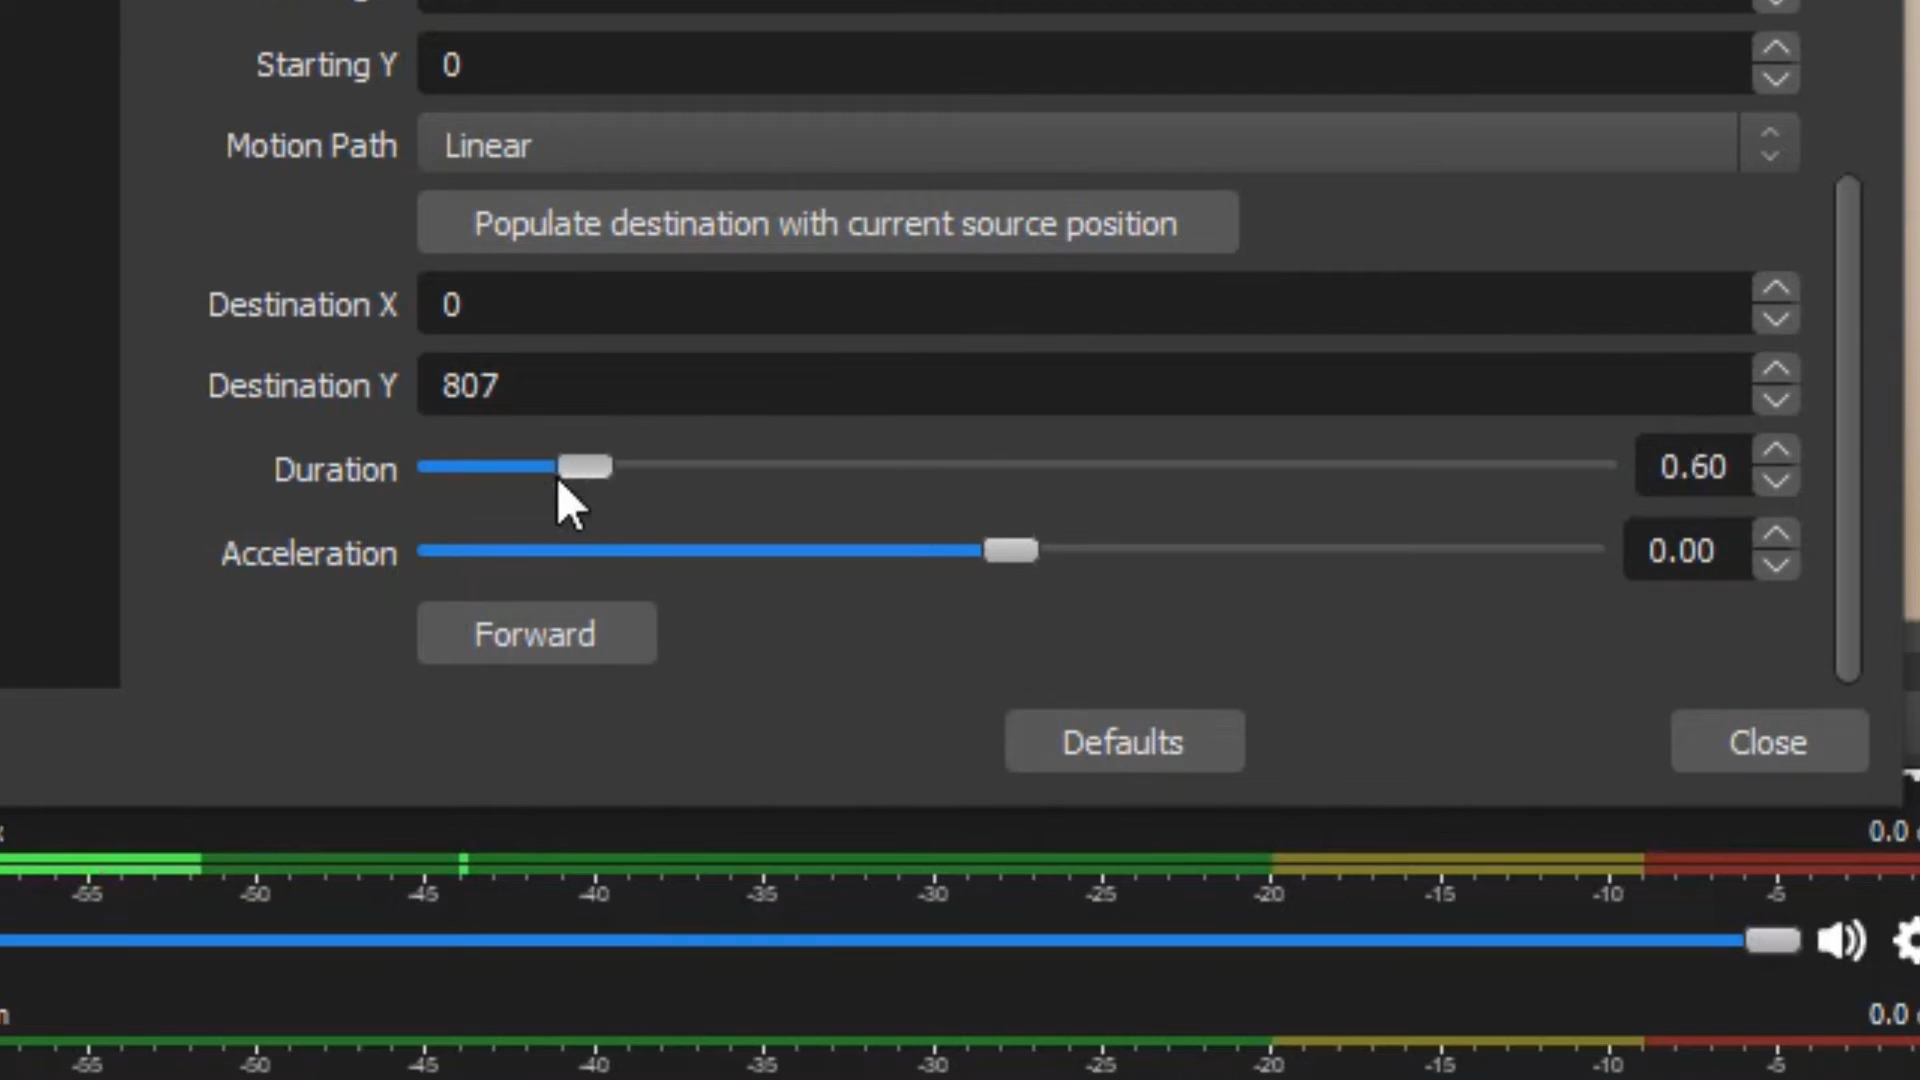 Starting Y 0
Motion Path Linear
Populate destination with current source position
Destination X 0
Destination Y 807
Duration 0.60
Acceleration 0.00
Forward
Defaults Close
0.0
-55 -50 -45 -40 -35 -30 -25 -20 -15 -10 -5
0.0
-55 -50 -45 -40 -35 -30 -25 -20 -15 -10 -5